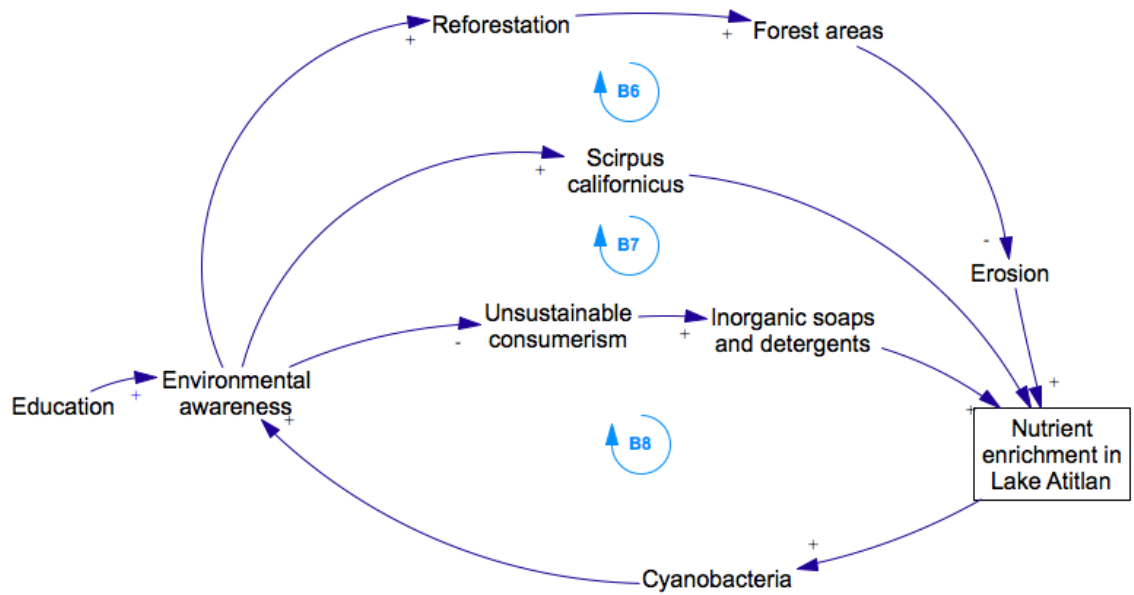 Reforestation
+
+
Forest areas
B6
Scirpus
californicus
+
B7
-
Erosion
Unsustainable
consumerism
-
+
Inorganic soaps
and detergents
Education
+
Environmental
awareness
+
+
+
B8
Nutrient
enrichment in
Lake Atitlan
+
Cyanobacteria